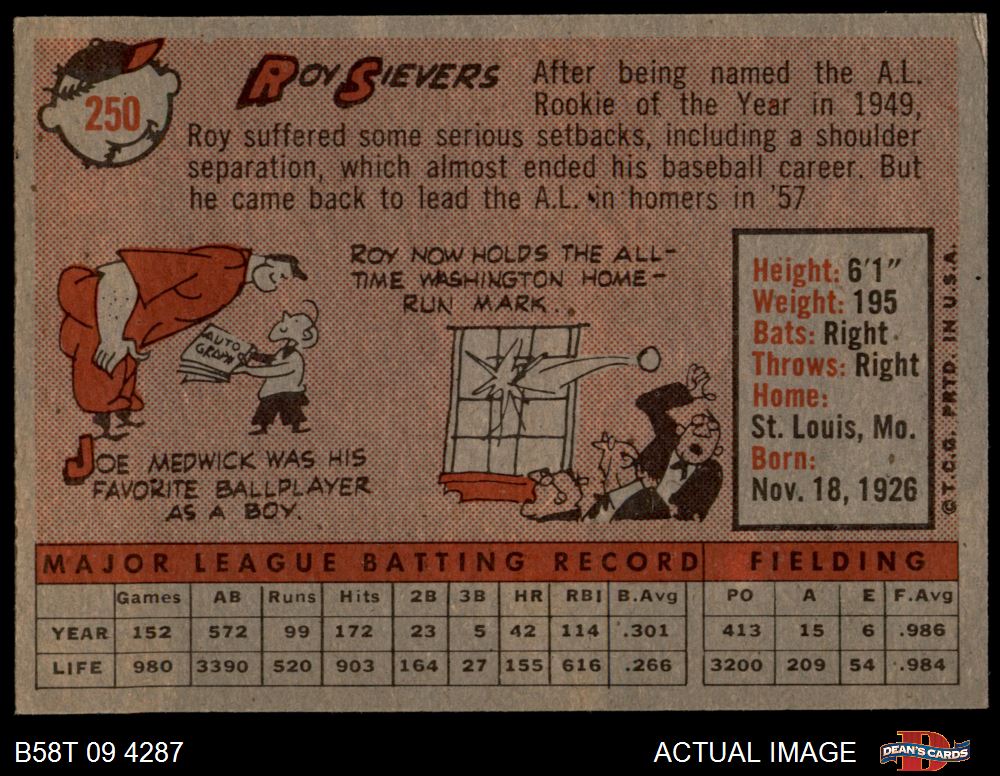 250
ROY SIEVERS
After being named the A.L.
Rookie of the Year in 1949,
Roy suffered some serious setbacks, including a shoulder
separation, which almost ended his baseball career. But
he came back to lead the A.L. in homers in '57
AUTO
GRAPH
JOE MEDWICK WAS HIS
FAVORITE BALLPLAYER
AS A BOY.
ROY NOW HOLDS THE ALL-
TIME WASHINGTON HOME-
RUN MARK...
Height: 6'1"
Weight: 195
Bats: Right
Throws: Right
Home:
St. Louis, Mo.
Born:
Nov. 18, 1926
© T.C.G. PRTD. IN U.S.A.
MAJOR LEAGUE BATTING RECORD FIELDING
Games AB Runs Hits 2B 3B HR RBI B.Avg PO A E F.Avg
YEAR 152 572 99 172 23 5 42 114 .301 413 15 6 .986
LIFE 980 3390 520 903 164 27 155 616 .266 3200 209 54 .984
B58T 09 4287
ACTUAL IMAGE
D
DEAN'S CARDS